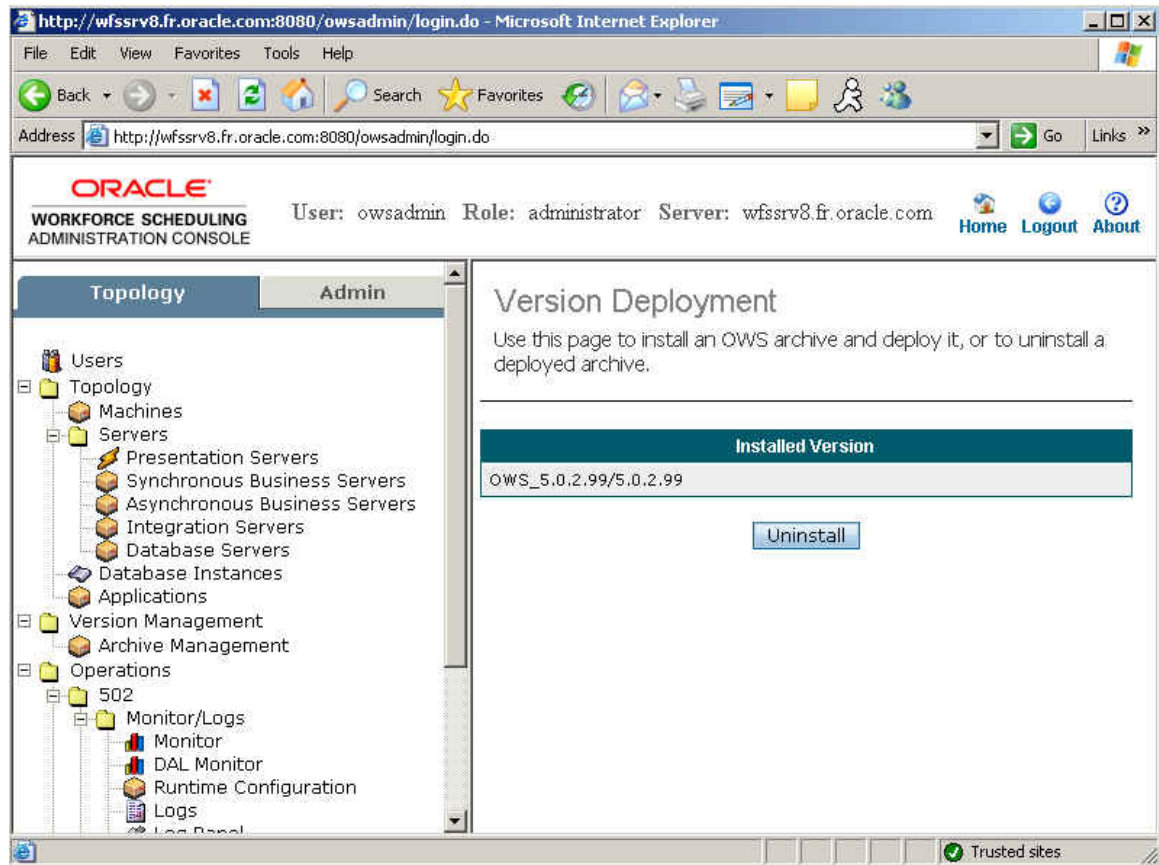 http://wfssrv8.fr.oracle.com:8080/owsadmin/login.do - Microsoft Internet Explorer
File Edit View Favorites Tools Help
Back Search Favorites
Address http://wfssrv8.fr.oracle.com:8080/owsadmin/login.do Go Links »
ORACLE
WORKFORCE SCHEDULING
ADMINISTRATION CONSOLE
User: owsadmin Role: administrator Server: wfssrv8.fr.oracle.com
Home Logout About
Topology Admin
Users
Topology
Machines
Servers
Presentation Servers
Synchronous Business Servers
Asynchronous Business Servers
Integration Servers
Database Servers
Database Instances
Applications
Version Management
Archive Management
Operations
502
Monitor/Logs
Monitor
DAL Monitor
Runtime Configuration
Logs
Log Panel
Version Deployment
Use this page to install an OWS archive and deploy it, or to uninstall a
deployed archive.
Installed Version
OWS_5.0.2.99/5.0.2.99
Uninstall
Trusted sites